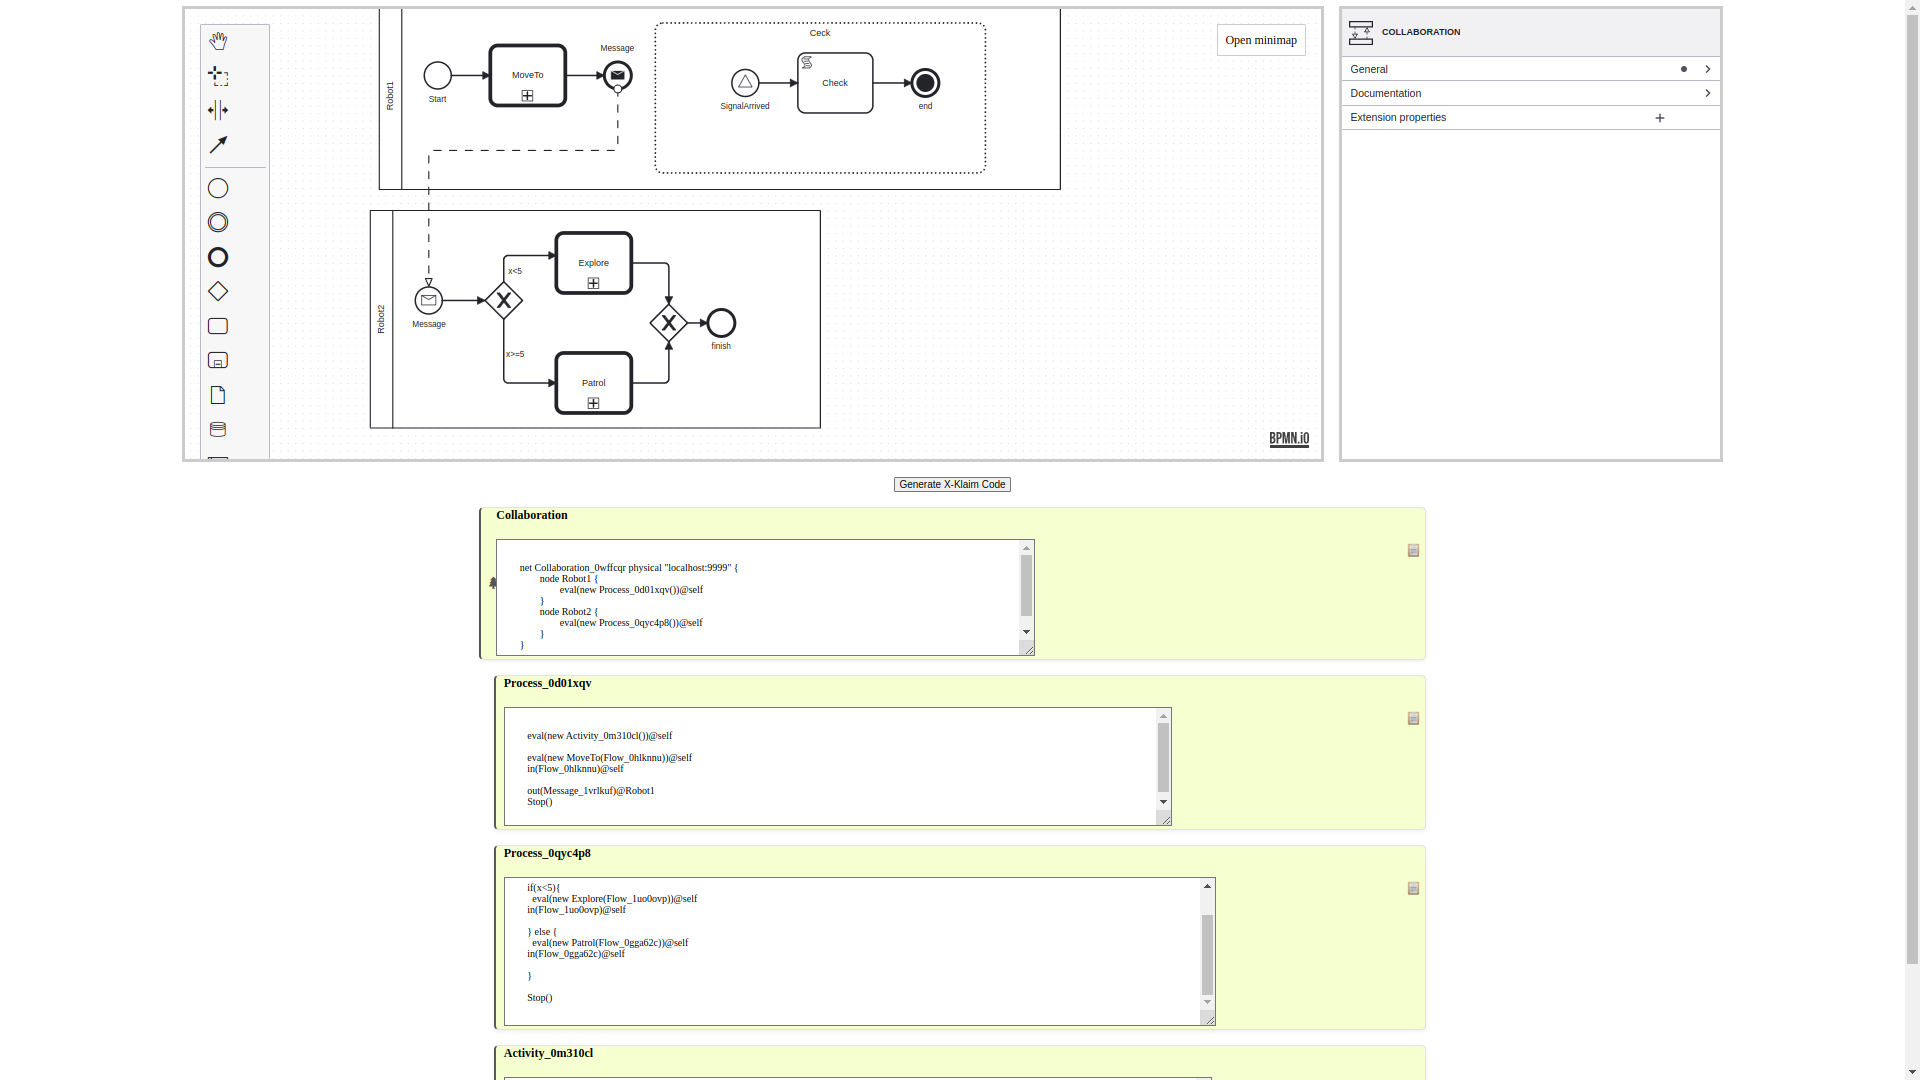 Robot1
Start
MoveTo
Message
Ceck
SignalArrived
Check
end
Open minimap
Robot2
Message
x<5
x>=5
Explore
Patrol
finish
BPMN.iO
COLLABORATION
General
Documentation
Extension properties
Generate X-Klaim Code
Collaboration
net Collaboration_0wffcqr physical "localhost:9999" {
node Robot1 {
eval(new Process_0d01xqv())@self
}
node Robot2 {
eval(new Process_0qyc4p8())@self
}
}
Process_0d01xqv
eval(new Activity_0m310cl())@self
eval(new MoveTo(Flow_0hlknnu))@self
in(Flow_0hlknnu)@self
out(Message_1vrlkuf)@Robot1
Stop()
Process_0qyc4p8
if(x<5){
eval(new Explore(Flow_1uo0ovp))@self
in(Flow_1uo0ovp)@self
} else {
eval(new Patrol(Flow_0gga62c))@self
in(Flow_0gga62c)@self
}
Stop()
Activity_0m310cl